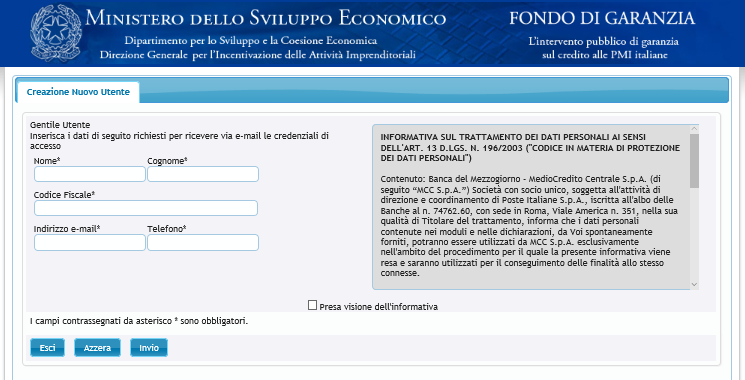 MINISTERO DELLO SVILUPPO ECONOMICO
Dipartimento per lo Sviluppo e la Coesione Economica
Direzione Generale per l'Incentivazione delle Attività Imprenditoriali
FONDO DI GARANZIA
L'intervento pubblico di garanzia
sul credito alle PMI italiane
Creazione Nuovo Utente
Gentile Utente
Inserisca i dati di seguito richiesti per ricevere via e-mail le credenziali di
accesso
Nome* Cognome*
Codice Fiscale*
Indirizzo e-mail* Telefono*
INFORMATIVA SUL TRATTAMENTO DEI DATI PERSONALI AI SENSI
DELL'ART. 13 D.LGS. N. 196/2003 ("CODICE IN MATERIA DI PROTEZIONE
DEI DATI PERSONALI")
Contenuto: Banca del Mezzogiorno - MedioCredito Centrale S.p.A. (di
seguito "MCC S.p.A.") Società con socio unico, soggetta all'attività di
direzione e coordinamento di Poste Italiane S.p.A., iscritta all'albo delle
Banche al n. 74762.60, con sede in Roma, Viale America n. 351, nella sua
qualità di Titolare del trattamento, informa che i dati personali
contenute nei moduli e nelle dichiarazioni, da Voi spontaneamente
forniti, potranno essere utilizzati da MCC S.p.A. esclusivamente
nell'ambito del procedimento per il quale la presente informativa viene
resa e saranno utilizzati per il conseguimento delle finalità allo stesso
connesse.
Presa visione dell'informativa
I campi contrassegnati da asterisco * sono obbligatori.
Esci Azzera Invio